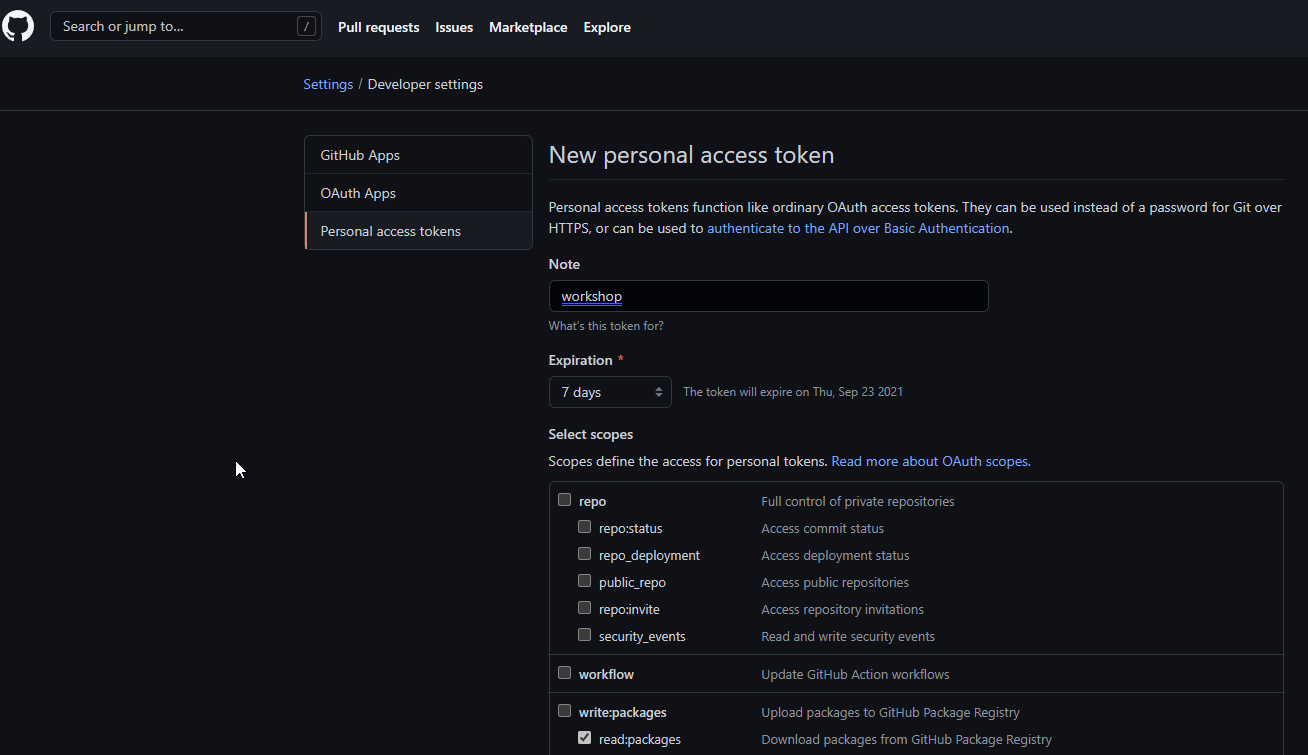 Search or jump to... /
Pull requests Issues Marketplace Explore
Settings / Developer settings
GitHub Apps
OAuth Apps
Personal access tokens
New personal access token
Personal access tokens function like ordinary OAuth access tokens. They can be used instead of a password for Git over
HTTPS, or can be used to authenticate to the API over Basic Authentication.
Note
workshop
What's this token for?
Expiration *
7 days The token will expire on Thu, Sep 23 2021
Select scopes
Scopes define the access for personal tokens. Read more about OAuth scopes.
repo Full control of private repositories
repo:status Access commit status
repo_deployment Access deployment status
public_repo Access public repositories
repo:invite Access repository invitations
security_events Read and write security events
workflow Update GitHub Action workflows
write:packages Upload packages to GitHub Package Registry
read:packages Download packages from GitHub Package Registry